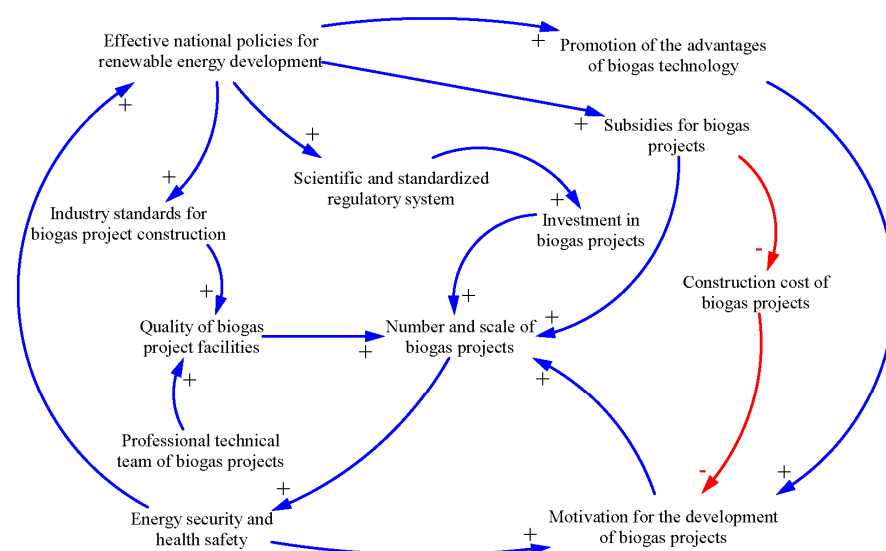 Effective national policies for
renewable energy development
+
Promotion of the advantages
of biogas technology
+
+
Subsidies for biogas
projects
+
+
Scientific and standardized
regulatory system
+
Industry standards for
biogas project construction
+
Investment in
biogas projects
-
Construction cost of
biogas projects
+
+
+
Quality of biogas
project facilities
+
Number and scale of
biogas projects
+
+
Professional technical
team of biogas projects
-
+
+
Energy security and
health safety
+
Motivation for the development
of biogas projects